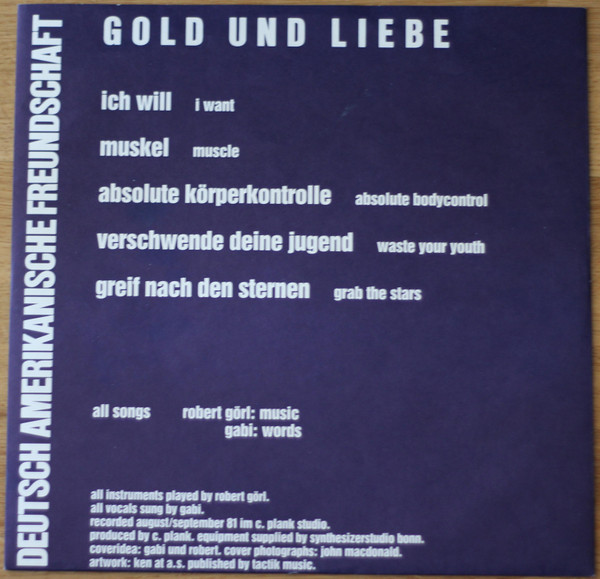 DEUTSCH AMERIKANISCHE FREUNDSCHAFT
GOLD UND LIEBE
ich will i want
muskel muscle
absolute körperkontrolle absolute bodycontrol
verschwende deine jugend waste your youth
greif nach den sternen grab the stars
all songs robert görl: music
gabi: words
all instruments played by robert görl.
all vocals sung by gabi.
recorded august/september 81 im c. plank studio.
produced by c. plank. equipment supplied by synthesizerstudio bonn.
coveridea: gabi und robert. cover photographs: john macdonald.
artwork: ken at a.s. published by tactik music.